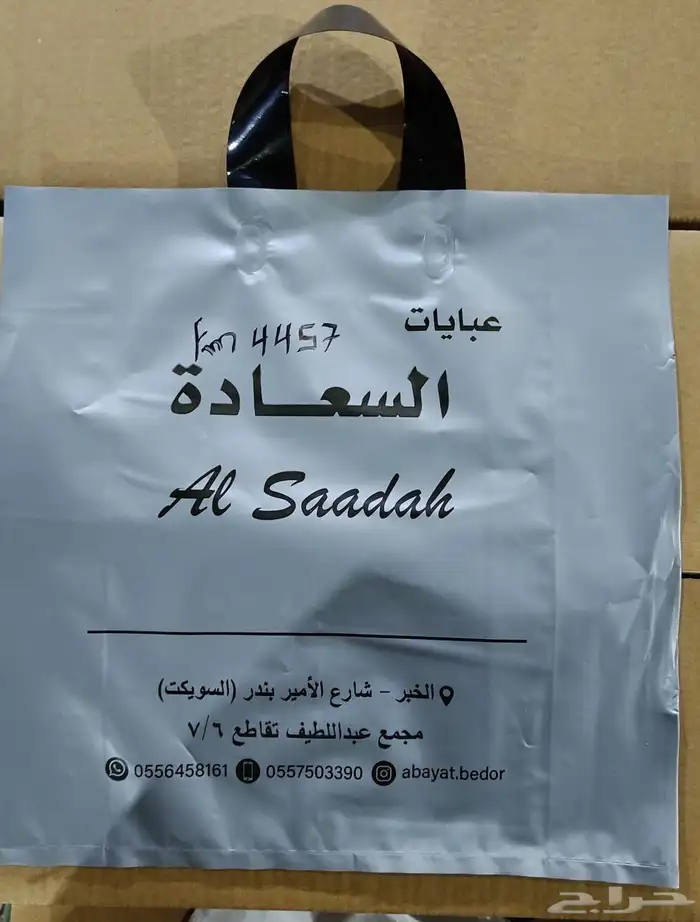 عبايات
Fm 4457
السعادة
Al Saadah
الخبر - شارع الأمير بندر (السويكت)
مجمع عبداللطيف تقاطع ٧/٦
0556458161 0557503390 abayat.bedor
حراج